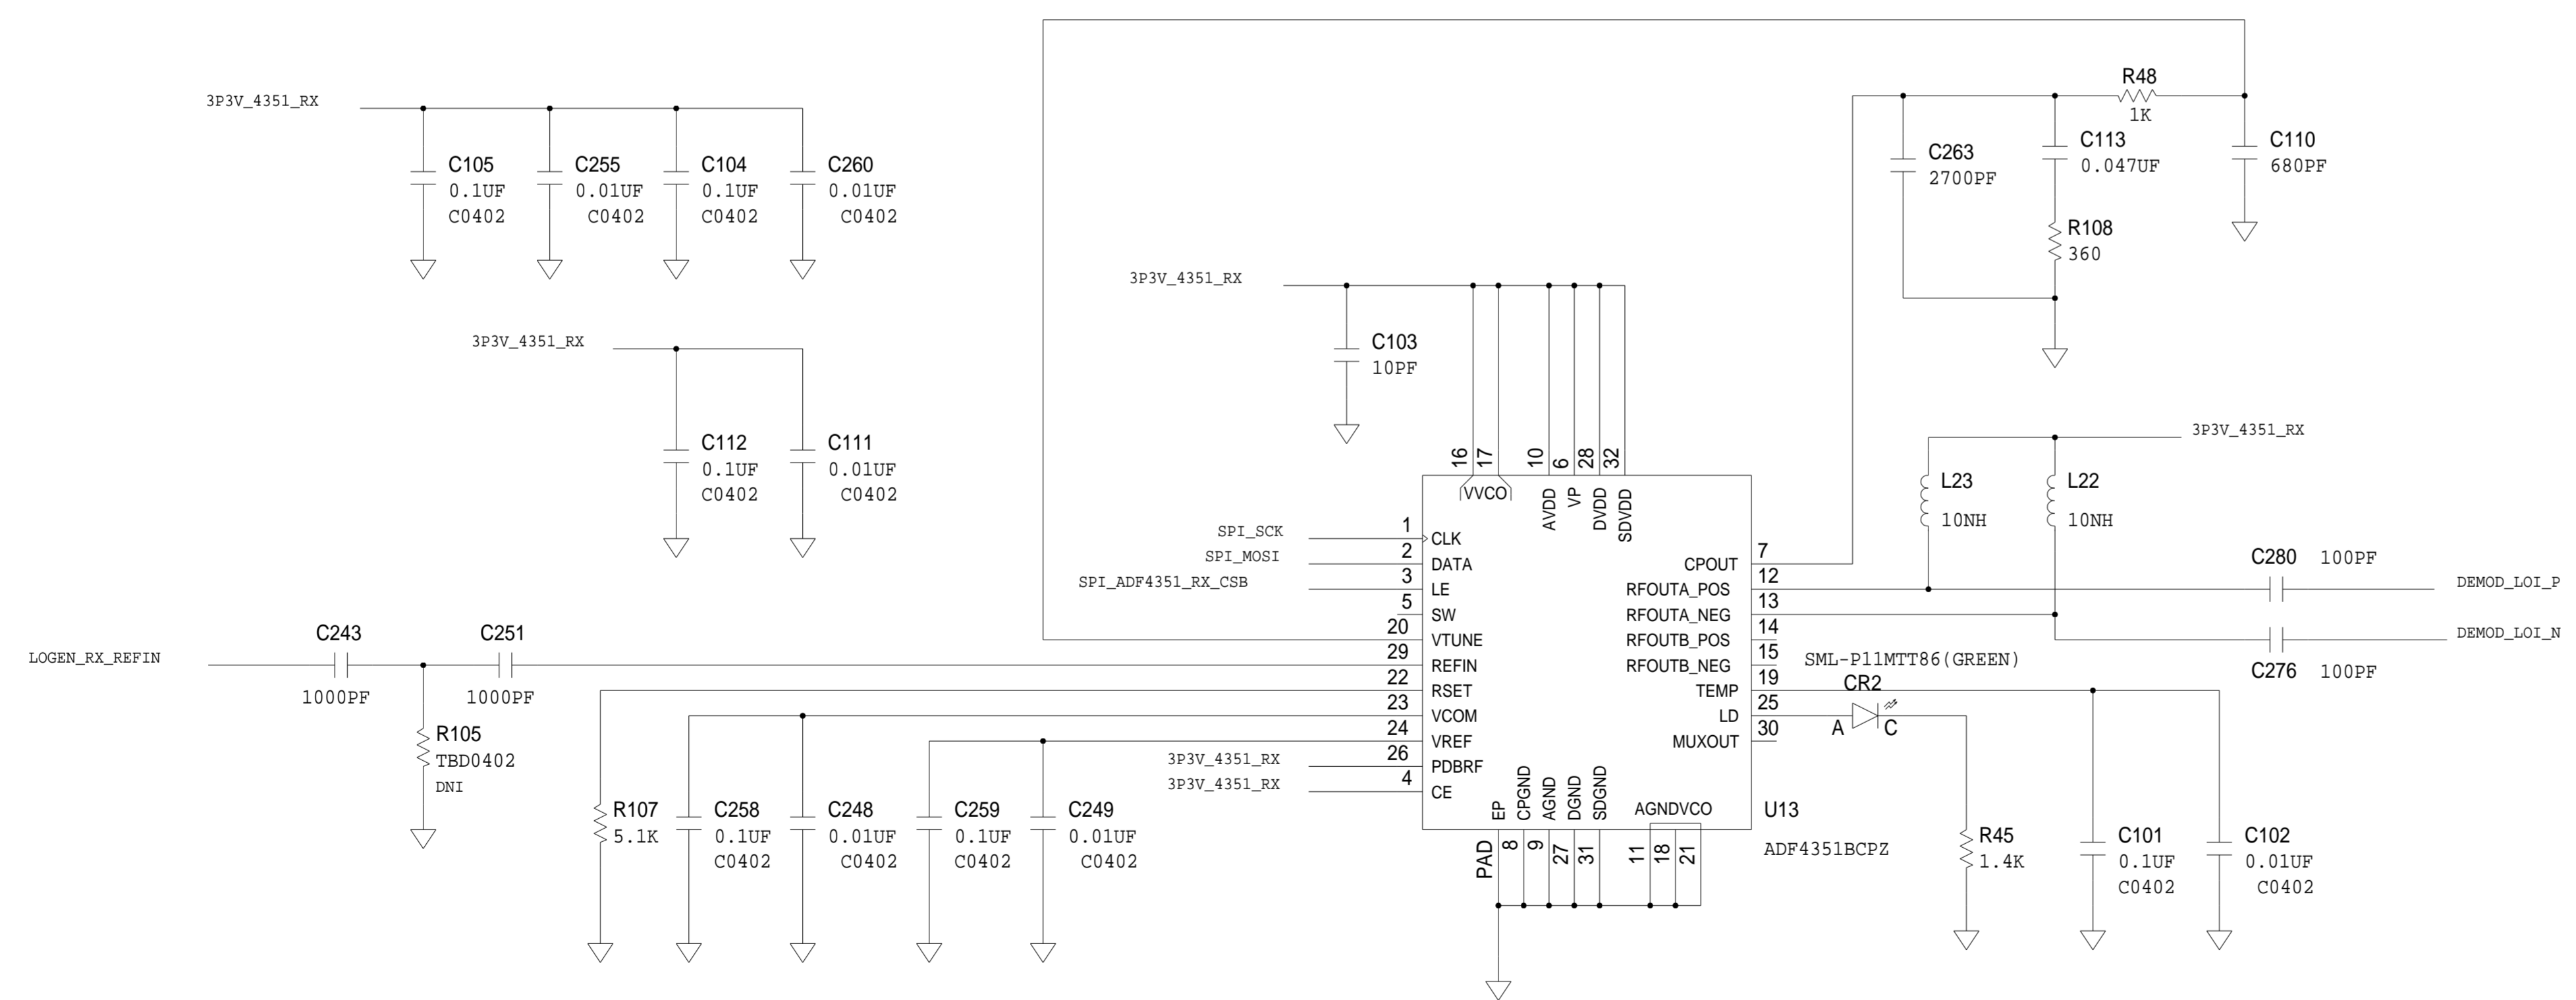 R48
1K
3P3V_4351_RX
C105
0.1UF
C0402
C255
0.01UF
C0402
C104
0.1UF
C0402
C260
0.01UF
C0402
C263
2700PF
C113
0.047UF
C110
680PF
R108
360
3P3V_4351_RX
C103
10PF
3P3V_4351_RX
C112
0.1UF
C0402
C111
0.01UF
C0402
3P3V_4351_RX
L23
10NH
L22
10NH
16
17
10
6
28
32
VVCO
AVDD
VP
DVDD
SDVDD
SPI_SCK
1
CLK
SPI_MOSI
2
DATA
SPI_ADF4351_RX_CSB
3
LE
5
SW
20
VTUNE
29
REFIN
22
RSET
23
VCOM
24
VREF
3P3V_4351_RX
26
PDBRF
3P3V_4351_RX
4
CE
7
CPOUT
12
RFOUTA_POS
13
RFOUTA_NEG
14
RFOUTB_POS
15
RFOUTB_NEG
19
TEMP
25
LD
30
MUXOUT
C280 100PF
DEMOD_LOI_P
DEMOD_LOI_N
C276 100PF
SML-P11MTT86(GREEN)
CR2
A
C
LOGEN_RX_REFIN
C243
1000PF
C251
1000PF
R105
TBD0402
DNI
R107
5.1K
C258
0.1UF
C0402
C248
0.01UF
C0402
C259
0.1UF
C0402
C249
0.01UF
C0402
EP
CPGND
AGND
DGND
SDGND
AGNDVCO
PAD
8
9
27
31
11
18
21
U13
ADF4351BCPZ
R45
1.4K
C101
0.1UF
C0402
C102
0.01UF
C0402